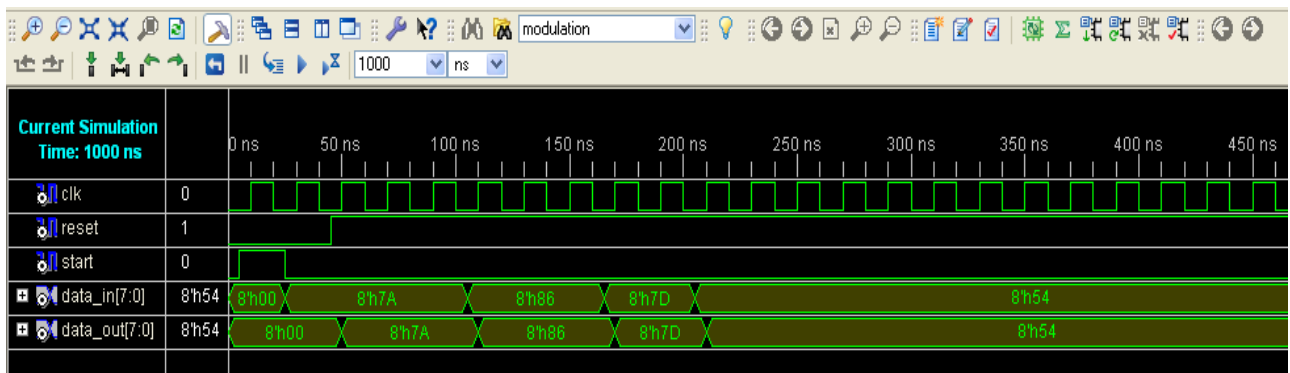 modulation
1000 ns
Current Simulation
Time: 1000 ns
0 ns 50 ns 100 ns 150 ns 200 ns 250 ns 300 ns 350 ns 400 ns 450 ns
clk 0
reset 1
start 0
data_in[7:0] 8'h54 8'h00 8'h7A 8'h86 8'h7D 8'h54
data_out[7:0] 8'h54 8'h00 8'h7A 8'h86 8'h7D 8'h54